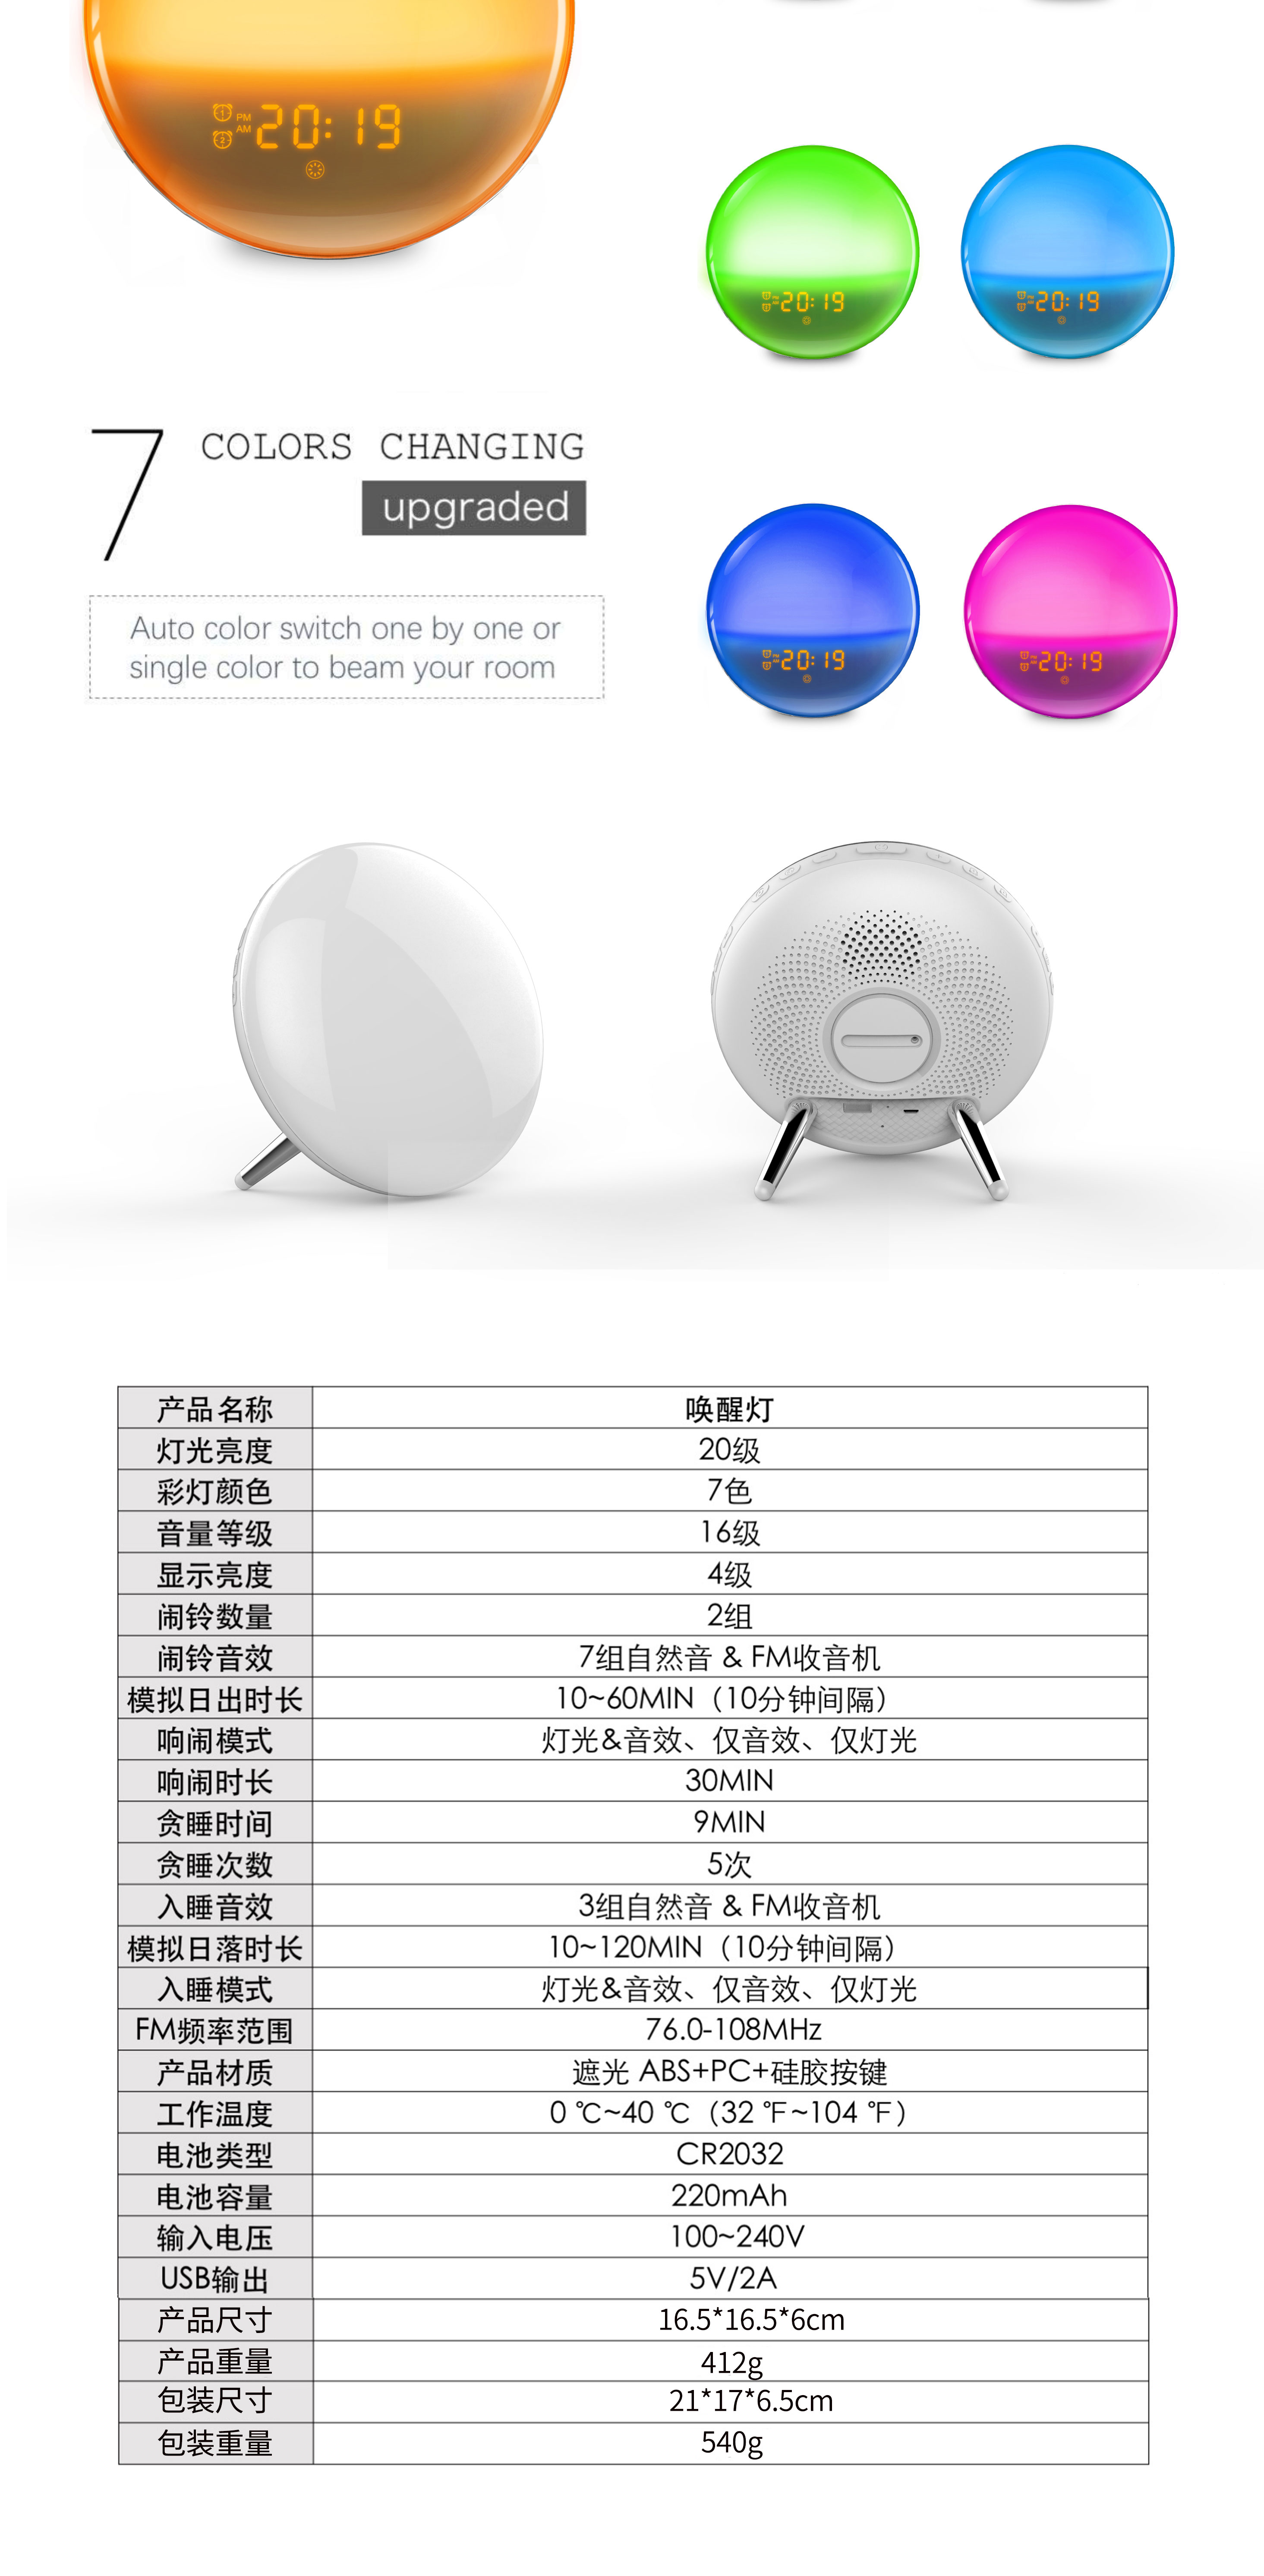 PM
AM
20:19
20:19
20:19
7
COLORS CHANGING
upgraded
Auto color switch one by one or
single color to beam your room
20:19
20:19
产品名称 唤醒灯
灯光亮度 20级
彩灯颜色 7色
音量等级 16级
显示亮度 4级
闹铃数量 2组
闹铃音效 7组自然音 & FM收音机
模拟日出时长 10~60MIN（10分钟间隔）
响闹模式 灯光&音效、仅音效、仅灯光
响闹时长 30MIN
贪睡时间 9MIN
贪睡次数 5次
入睡音效 3组自然音 & FM收音机
模拟日落时长 10~120MIN（10分钟间隔）
入睡模式 灯光&音效、仅音效、仅灯光
FM频率范围 76.0-108MHz
产品材质 遮光 ABS+PC+硅胶按键
工作温度 0 ℃~40 ℃（32 ℉~104 ℉）
电池类型 CR2032
电池容量 220mAh
输入电压 100~240V
USB输出 5V/2A
产品尺寸 16.5*16.5*6cm
产品重量 412g
包装尺寸 21*17*6.5cm
包装重量 540g